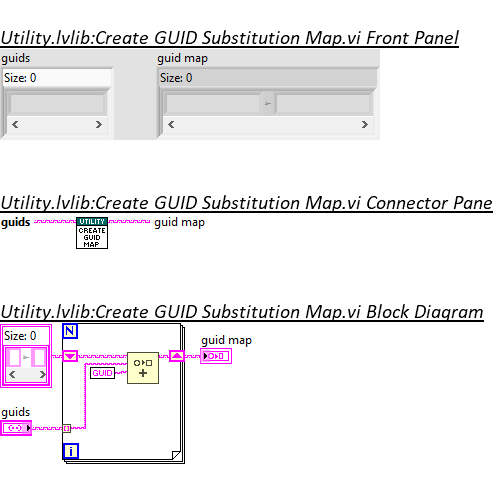 Utility.lvlib:Create GUID Substitution Map.vi Front Panel
guids guid map
Size: 0 Size: 0
Utility.lvlib:Create GUID Substitution Map.vi Connector Pane
guids UTILITY guid map
CREATE
GUID
MAP
Utility.lvlib:Create GUID Substitution Map.vi Block Diagram
Size: 0 N
guid map
GUID
guids
i